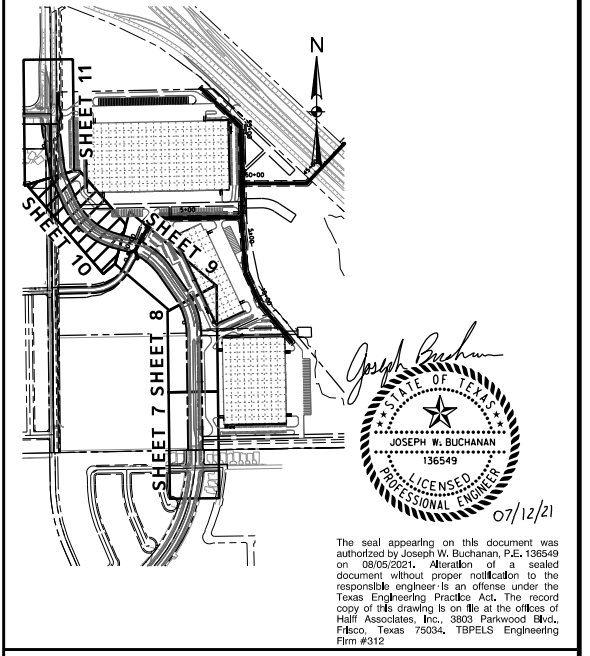 N
SHEET 11
SHEET 10
SHEET 9
SHEET 8
SHEET 7
60+00
5+00
Joseph Buchanan
STATE OF TEXAS
JOSEPH W. BUCHANAN
136549
LICENSED
PROFESSIONAL ENGINEER
07/12/21
The seal appearing on this document was
authorized by Joseph W. Buchanan, P.E. 136549
on 08/05/2021. Alteration of a sealed
document without proper notification to the
responsible engineer is an offense under the
Texas Engineering Practice Act. The record
copy of this drawing is on file at the offices of
Halff Associates, Inc., 3803 Parkwood Blvd.,
Frisco, Texas 75034. TBPELS Engineering
Firm #312